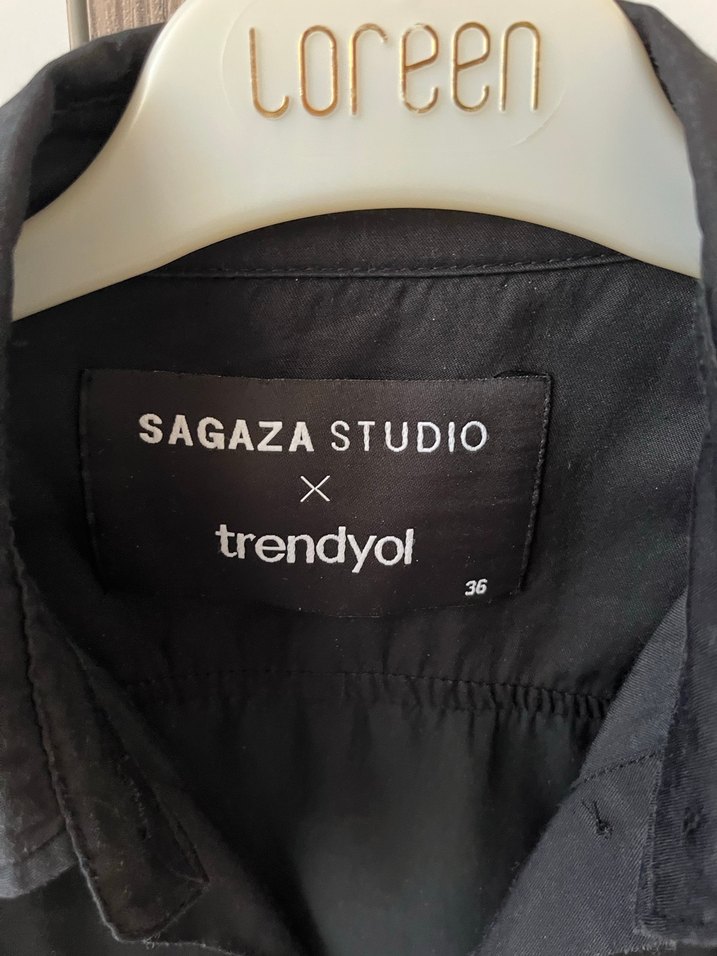 Loreen
SAGAZA STUDIO
X
trendyol
36